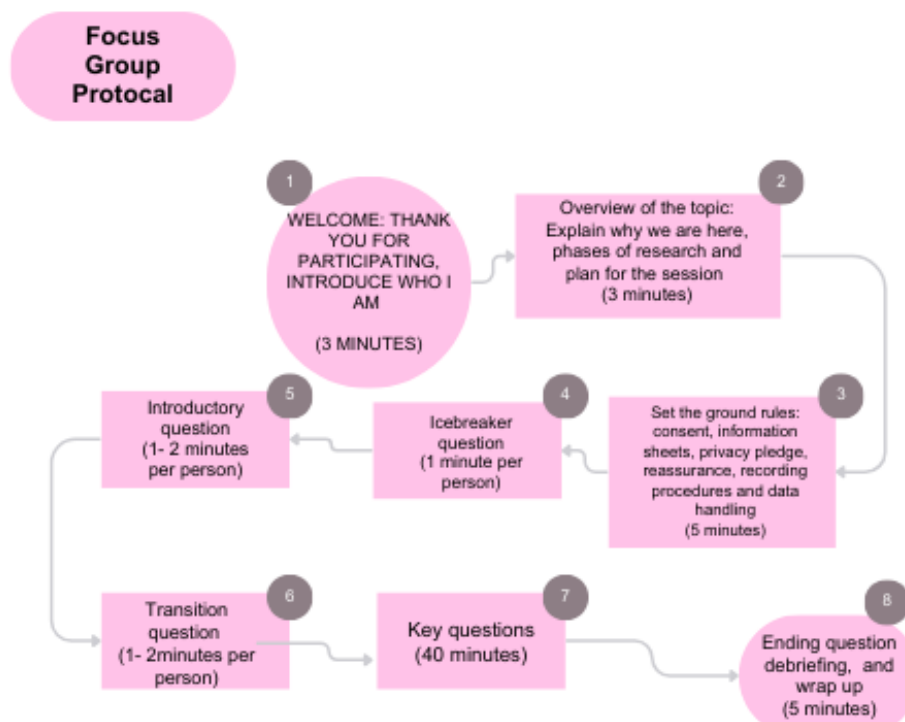 Focus
Group
Protocal
1
WELCOME: THANK
YOU FOR
PARTICIPATING,
INTRODUCE WHO I
AM
(3 MINUTES)
2
Overview of the topic:
Explain why we are here,
phases of research and
plan for the session
(3 minutes)
3
Set the ground rules:
consent, information
sheets, privacy pledge,
reassurance, recording
procedures and data
handling
(5 minutes)
4
Icebreaker
question
(1 minute per
person)
5
Introductory
question
(1- 2 minutes
per person)
6
Transition
question
(1- 2minutes per
person)
7
Key questions
(40 minutes)
8
Ending question
debriefing, and
wrap up
(5 minutes)